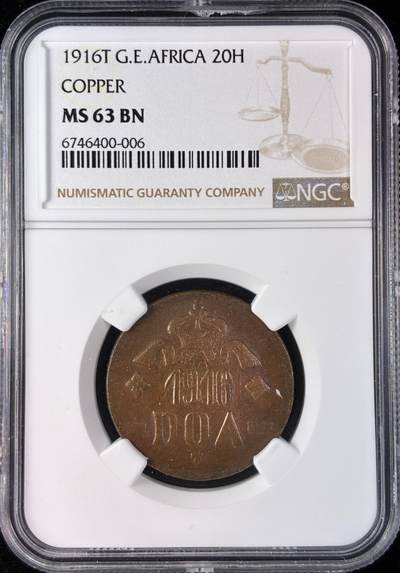 1916T G.E.AFRICA 20H
COPPER
MS 63 BN
6746400-006
NUMISMATIC GUARANTY COMPANY NGC®
1916
DOA
T